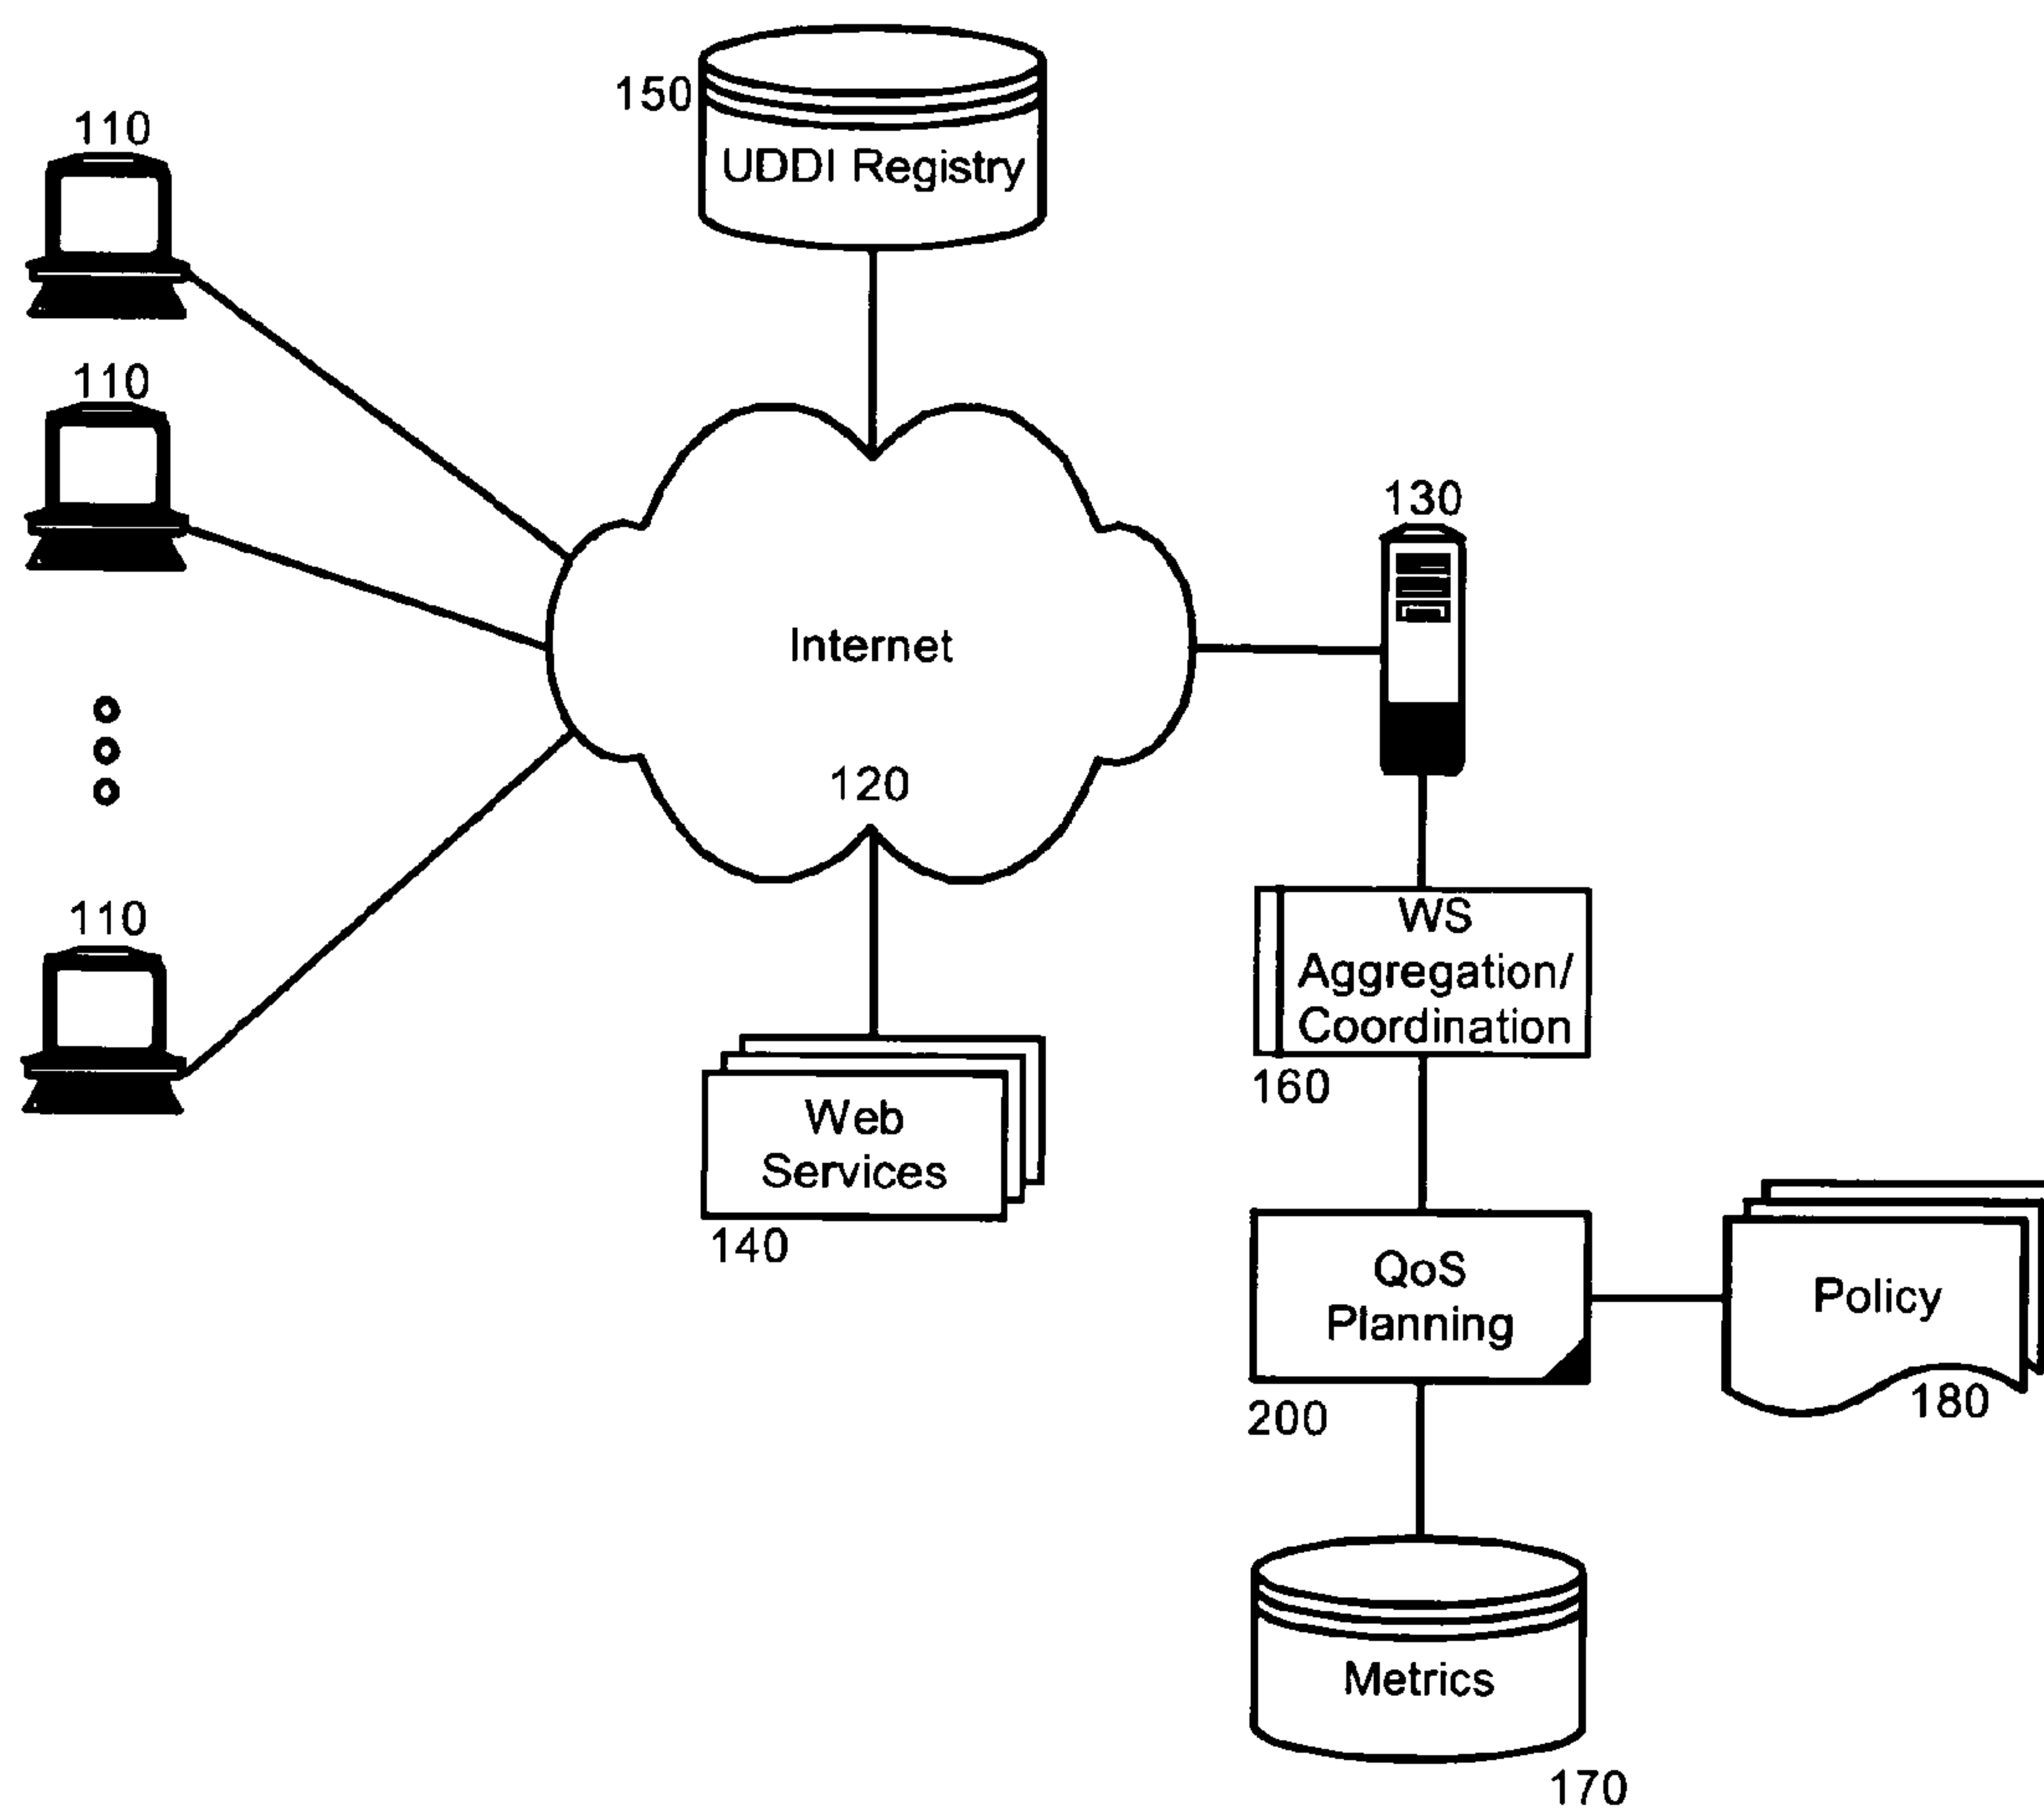 150
UDDI Registry
110
110
130
Internet
120
110
WS
Aggregation/
Coordination
160
Web
Services
140
QoS
Planning
200
Policy
180
Metrics
170